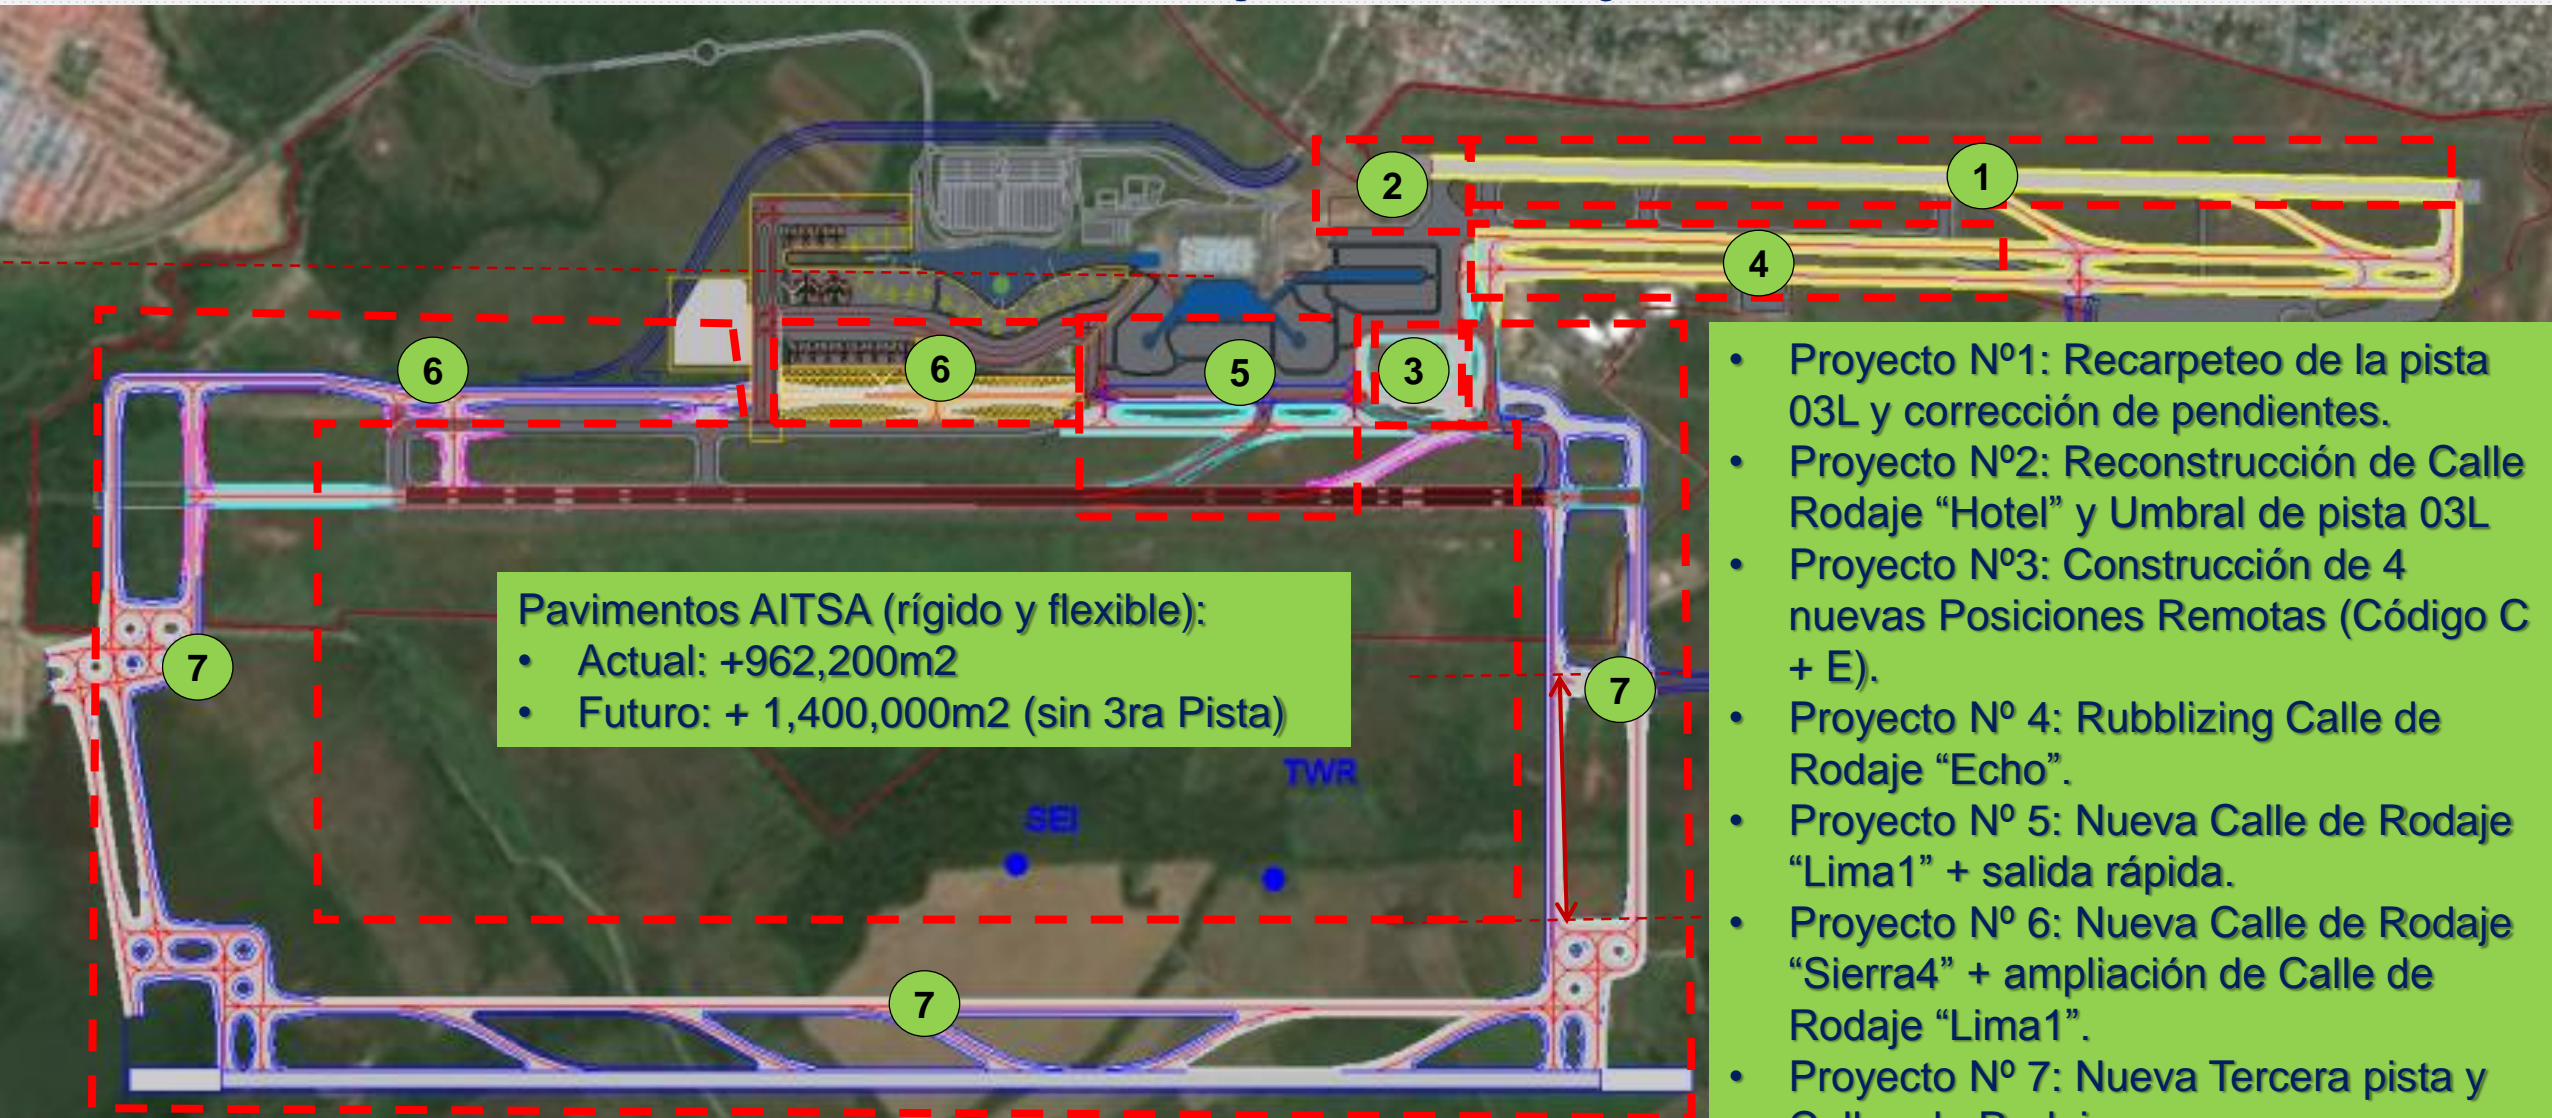 2
1
4
6
6
5
3
• Proyecto Nº1: Recarpeteo de la pista
03L y corrección de pendientes.
• Proyecto Nº2: Reconstrucción de Calle
Rodaje “Hotel” y Umbral de pista 03L
• Proyecto Nº3: Construcción de 4
nuevas Posiciones Remotas (Código C
+ E).
• Proyecto Nº 4: Rubblizing Calle de
Rodaje “Echo”.
• Proyecto Nº 5: Nueva Calle de Rodaje
“Lima1” + salida rápida.
• Proyecto Nº 6: Nueva Calle de Rodaje
“Sierra4” + ampliación de Calle de
Rodaje “Lima1”.
• Proyecto Nº 7: Nueva Tercera pista y
Pavimentos AITSA (rígido y flexible):
• Actual: +962,200m2
• Futuro: + 1,400,000m2 (sin 3ra Pista)
7
7
TWR
SEI
7